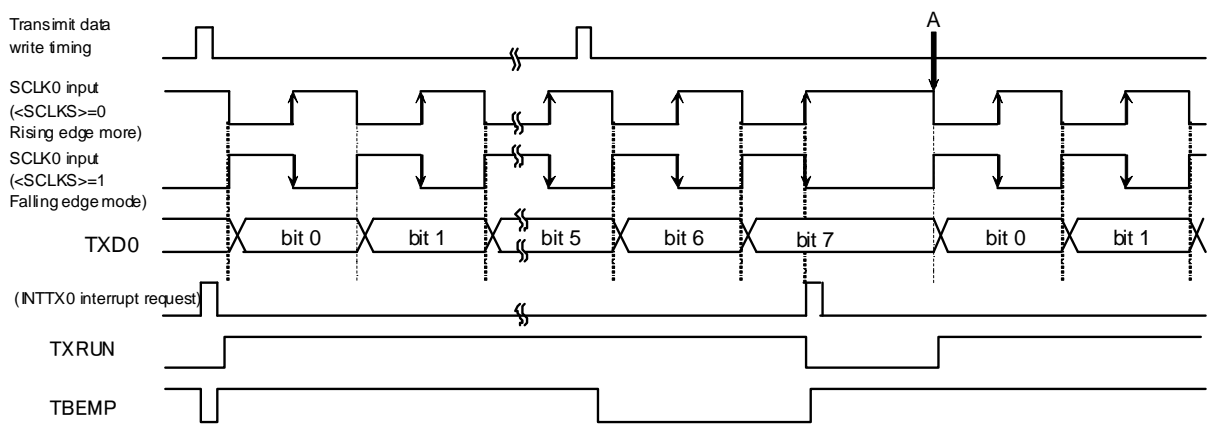 Transimit data
write timing
A
SCLK0 input
(<SCLKS>=0
Rising edge more)
SCLK0 input
(<SCLKS>=1
Falling edge mode)
TXD0
bit 0
bit 1
bit 5
bit 6
bit 7
bit 0
bit 1
(INTTX0 interrupt request)
TXRUN
TBEMP